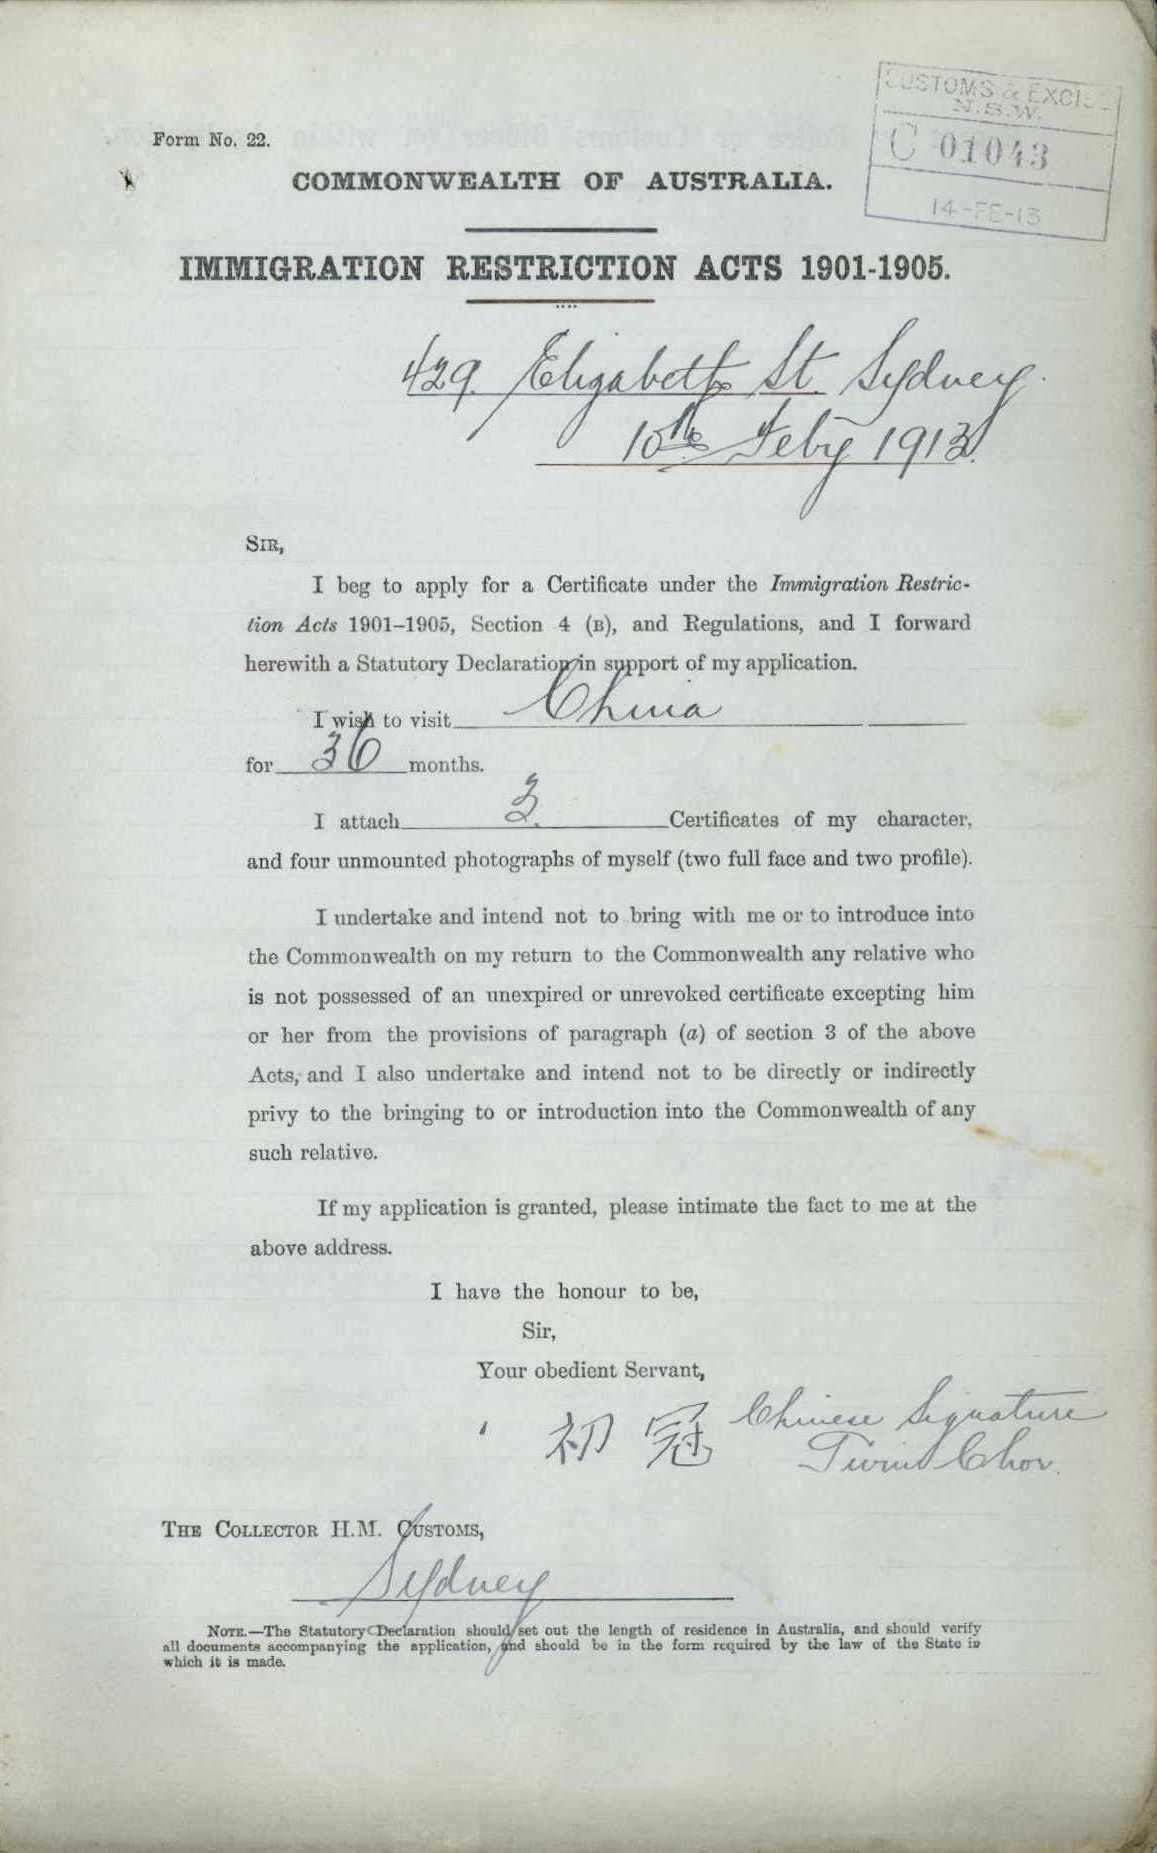 CUSTOMS & EXCISE
N.S.W.
C 01043
14-FE-13
Form No. 22.
COMMONWEALTH OF AUSTRALIA.
IMMIGRATION RESTRICTION ACTS 1901-1905.
429. Elizabeth St. Sydney
10th Feby 1913.
SIR,
I beg to apply for a Certificate under the Immigration Restric-
tion Acts 1901–1905, Section 4 (B), and Regulations, and I forward
herewith a Statutory Declaration in support of my application.
I wish to visit China
for 36 months.
I attach 3. Certificates of my character,
and four unmounted photographs of myself (two full face and two profile).
I undertake and intend not to bring with me or to introduce into
the Commonwealth on my return to the Commonwealth any relative who
is not possessed of an unexpired or unrevoked certificate excepting him
or her from the provisions of paragraph (a) of section 3 of the above
Acts, and I also undertake and intend not to be directly or indirectly
privy to the bringing to or introduction into the Commonwealth of any
such relative.
If my application is granted, please intimate the fact to me at the
above address.
I have the honour to be,
Sir,
Your obedient Servant,
初 冠 Chinese Signature
Chor.
THE COLLECTOR H.M. CUSTOMS,
Sydney
NOTE.—The Statutory Declaration should set out the length of residence in Australia, and should verify
all documents accompanying the application, and should be in the form required by the law of the State in
which it is made.